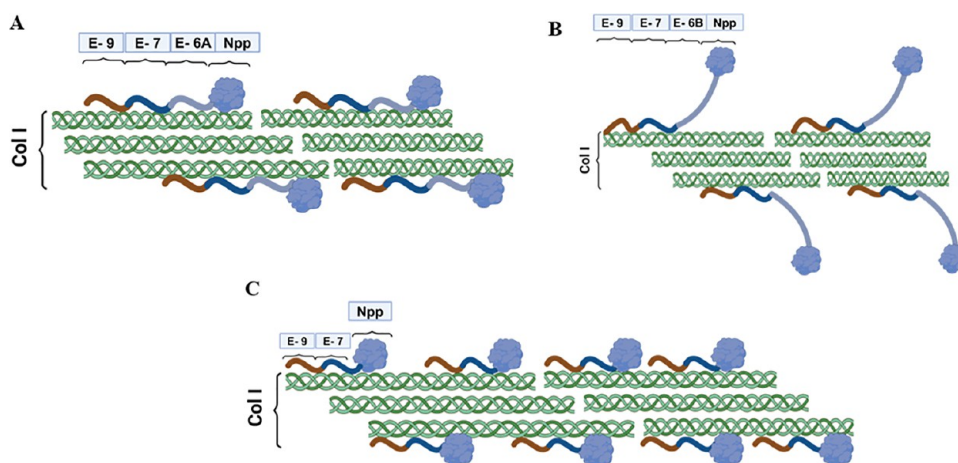 A
E-9 E-7 E-6A Npp
Col I
B
E-9 E-7 E-6B Npp
Col I
C
Npp
E-9 E-7
Col I